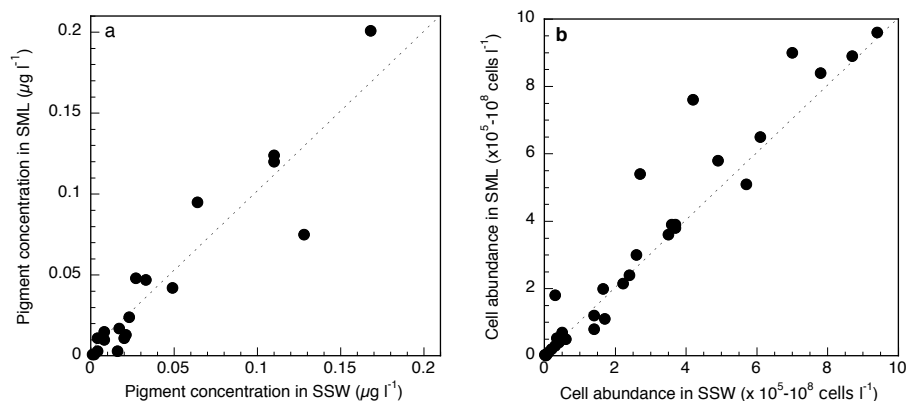 a
0.2
0.15
0.1
0.05
0
0 0.05 0.1 0.15 0.2
Pigment concentration in SML (µg l⁻¹)
Pigment concentration in SSW (µg l⁻¹)
b
10
8
6
4
2
0
0 2 4 6 8 10
Cell abundance in SML (x10⁵-10⁸ cells l⁻¹)
Cell abundance in SSW (x 10⁵-10⁸ cells l⁻¹)